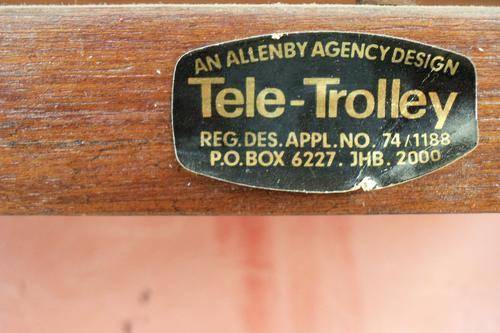 AN ALLENBY AGENCY DESIGN
Tele-Trolley
REG. DES. APPL. NO. 74/1188
P.O. BOX 6227. JHB. 2000